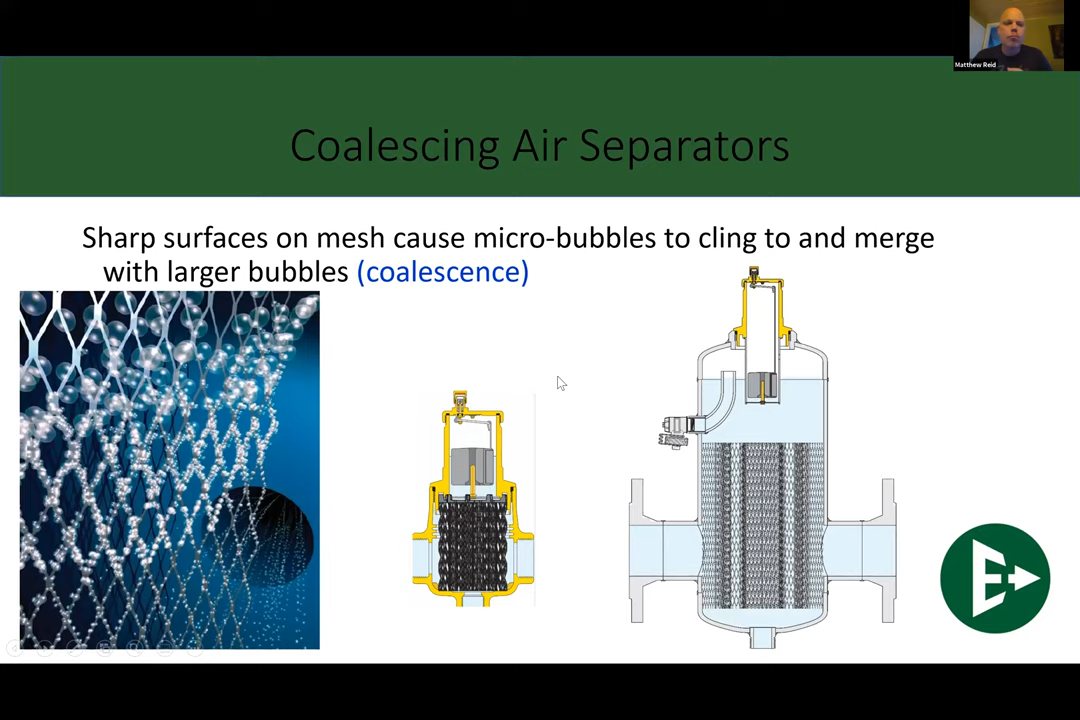 Matthew Reid
Coalescing Air Separators
Sharp surfaces on mesh cause micro-bubbles to cling to and merge
with larger bubbles (coalescence)
E